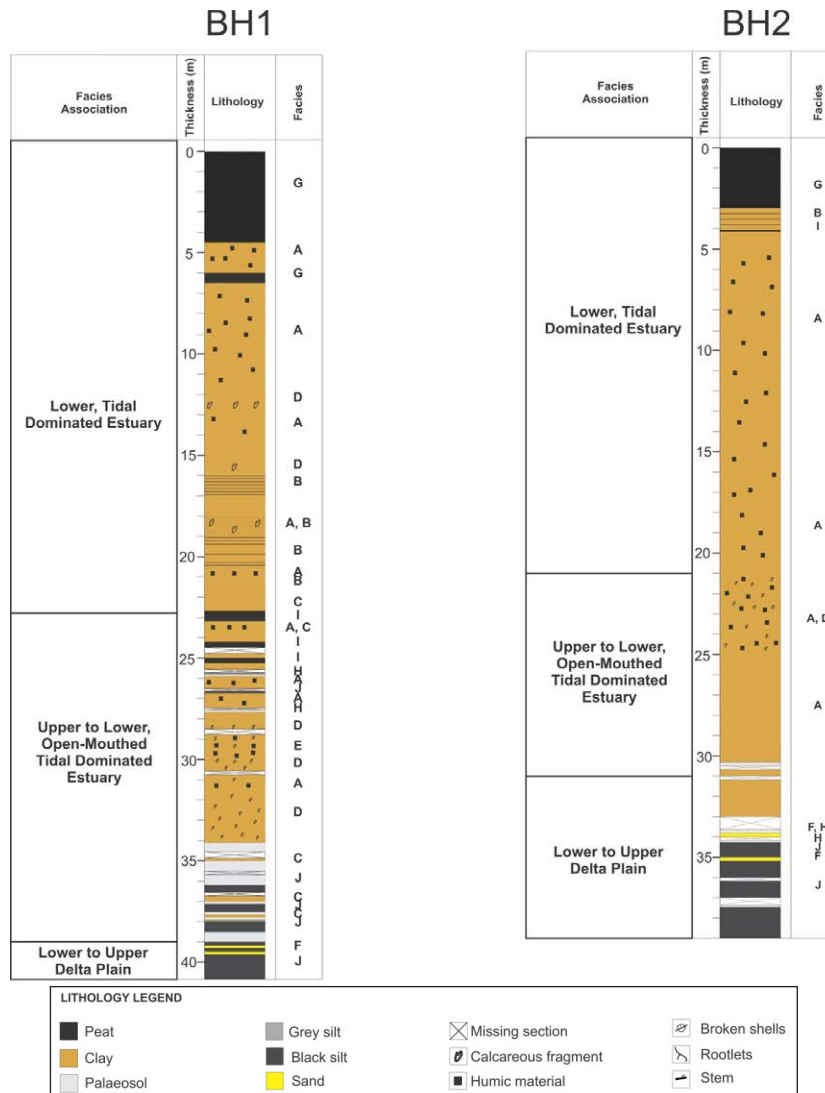 BH1
Facies
Association
Thickness (m)
Lithology
Facies
Lower, Tidal
Dominated Estuary
Upper to Lower,
Open-Mouthed
Tidal Dominated
Estuary
Lower to Upper
Delta Plain
0
5
10
15
20
25
30
35
40
G
A
G
A
D
A
D
B
A, B
B
A
B
C
I
A, C
I
I
H
A
J
A
H
D
E
D
A
D
C
J
C
J
C
J
F
J
BH2
Facies
Association
Thickness (m)
Lithology
Facies
Lower, Tidal
Dominated Estuary
Upper to Lower,
Open-Mouthed
Tidal Dominated
Estuary
Lower to Upper
Delta Plain
0
5
10
15
20
25
30
35
G
B
I
A
A
A, D
A
F, H
H
J
F
J
LITHOLOGY LEGEND
Peat
Clay
Palaeosol
Grey silt
Black silt
Sand
Missing section
Calcareous fragment
Humic material
Broken shells
Rootlets
Stem